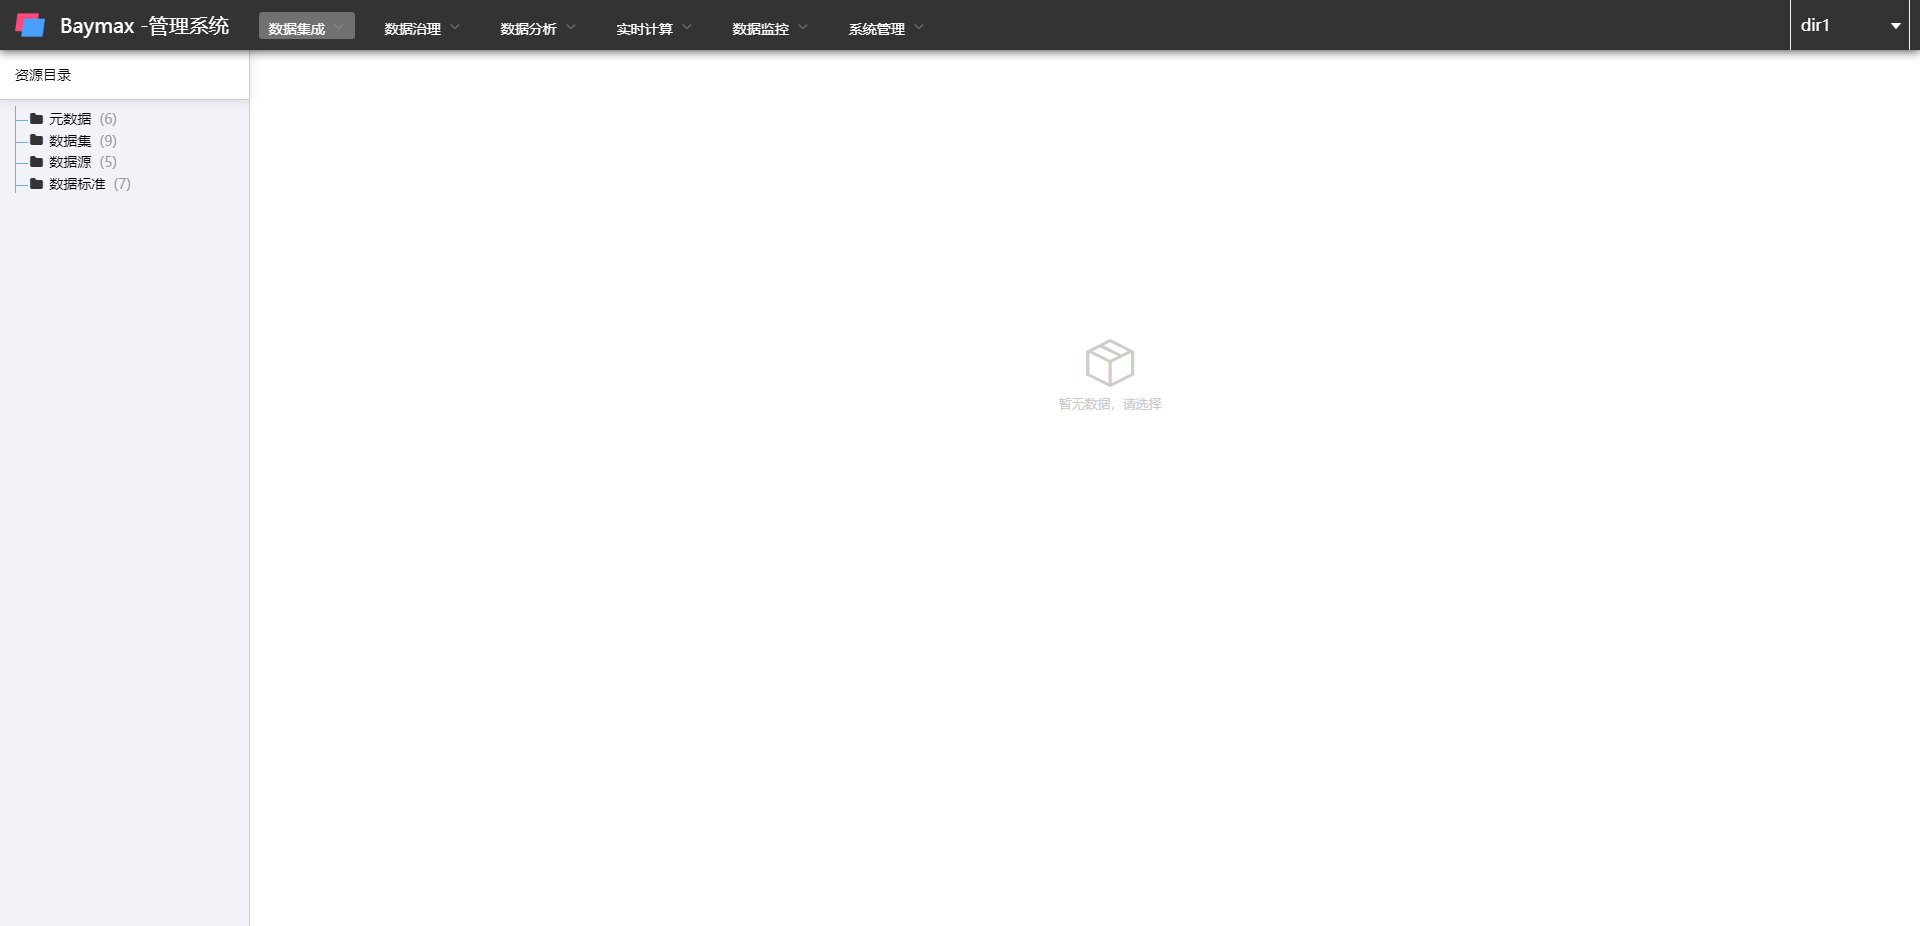 Baymax -管理系统 数据集成 数据治理 数据分析 实时计算 数据监控 系统管理 dir1
资源目录
元数据 (6)
数据集 (9)
数据源 (5)
数据标准 (7)
暂无数据，请选择